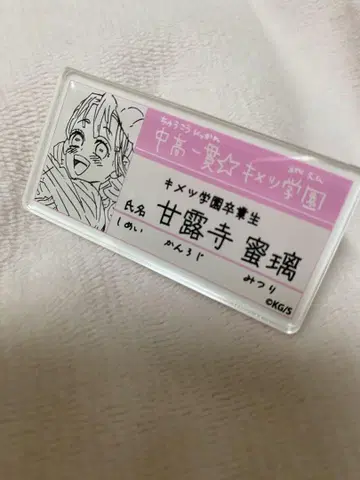 ちゅうこういっかん がくえん
中高一貫☆キメツ学園
キメツ学園卒業生
氏名 甘露寺 蜜璃
しめい かんろじ みつり
©KG/S